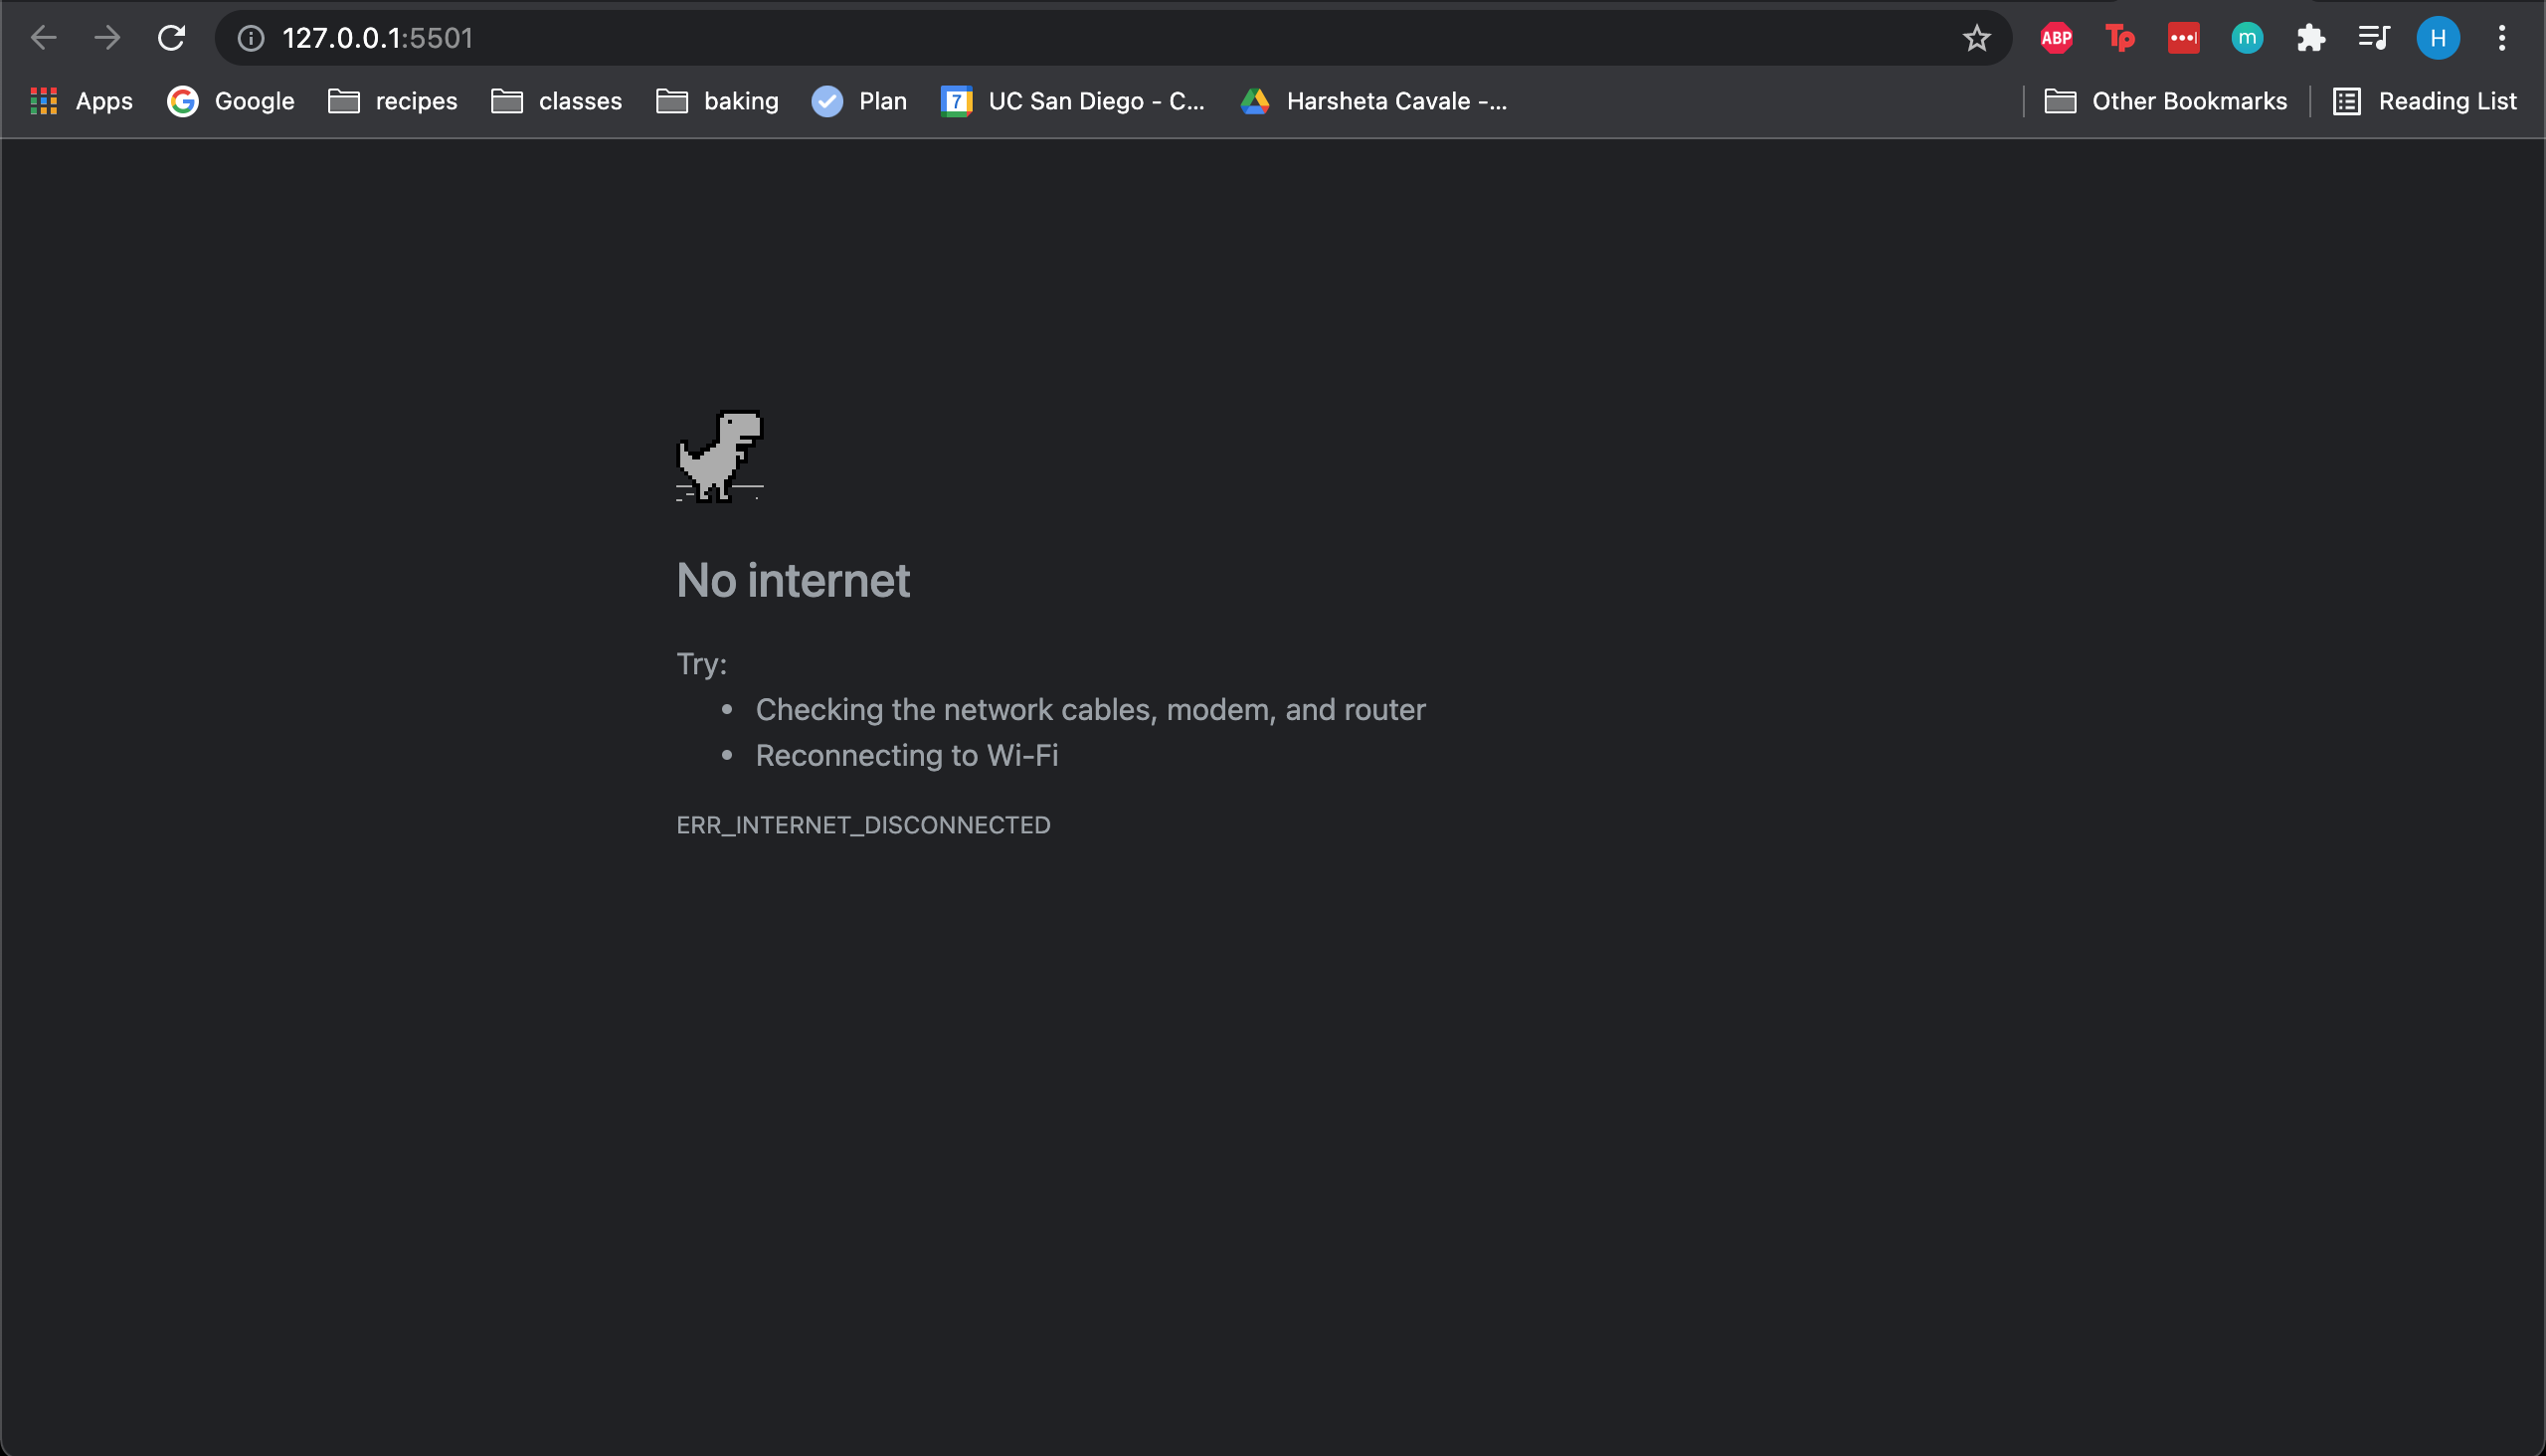 127.0.0.1:5501
ABP Tp m H
Apps Google recipes classes baking Plan 7 UC San Diego - C... Harsheta Cavale -... Other Bookmarks Reading List
No internet
Try:
• Checking the network cables, modem, and router
• Reconnecting to Wi-Fi
ERR_INTERNET_DISCONNECTED